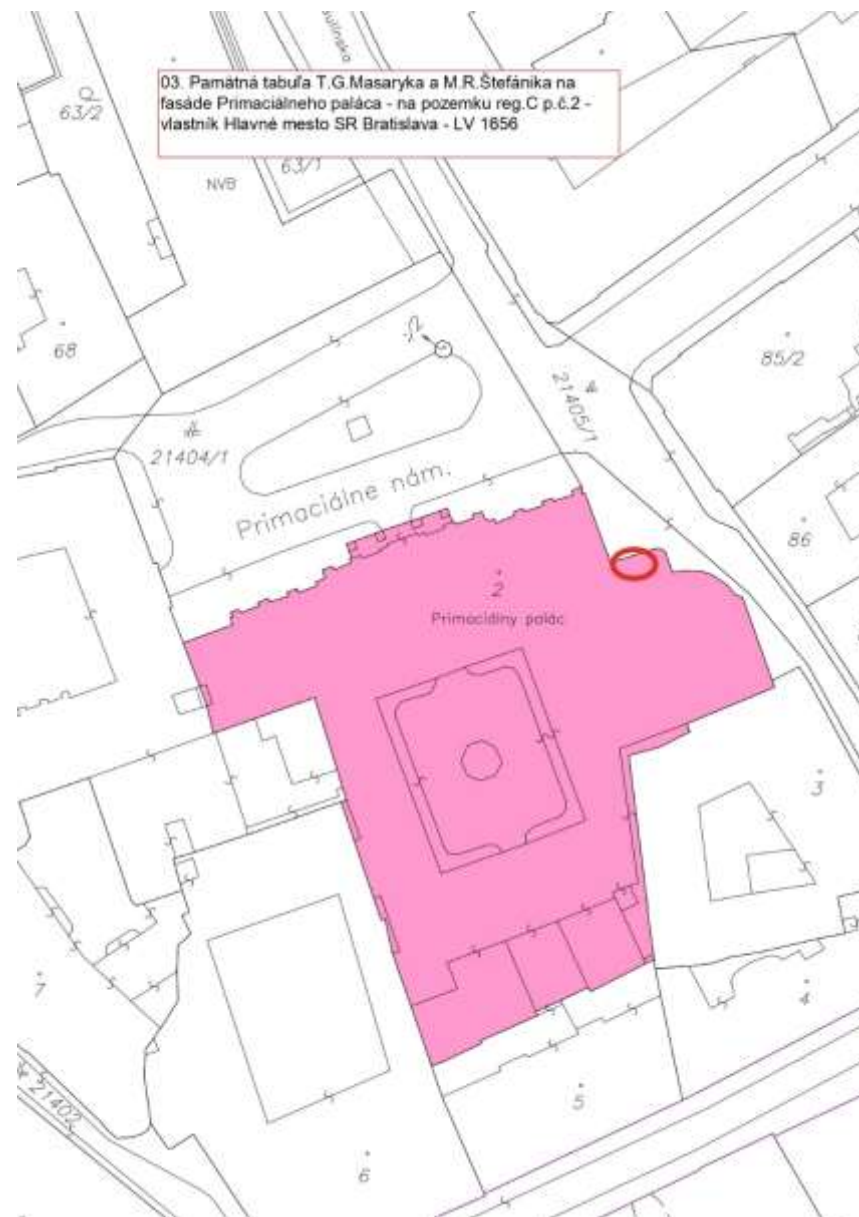 ulínska
03. Pamätná tabuľa T.G.Masaryka a M.R.Štefánika na
fasáde Primaciálneho paláca - na pozemku reg.C p.č.2 -
vlastník Hlavné mesto SR Bratislava - LV 1656
63/2
63/1
NVB
68
85/2
21405/1
21404/1
Primaciálne nám.
86
2
Primaciálny palác
3
7
4
21402
5
6